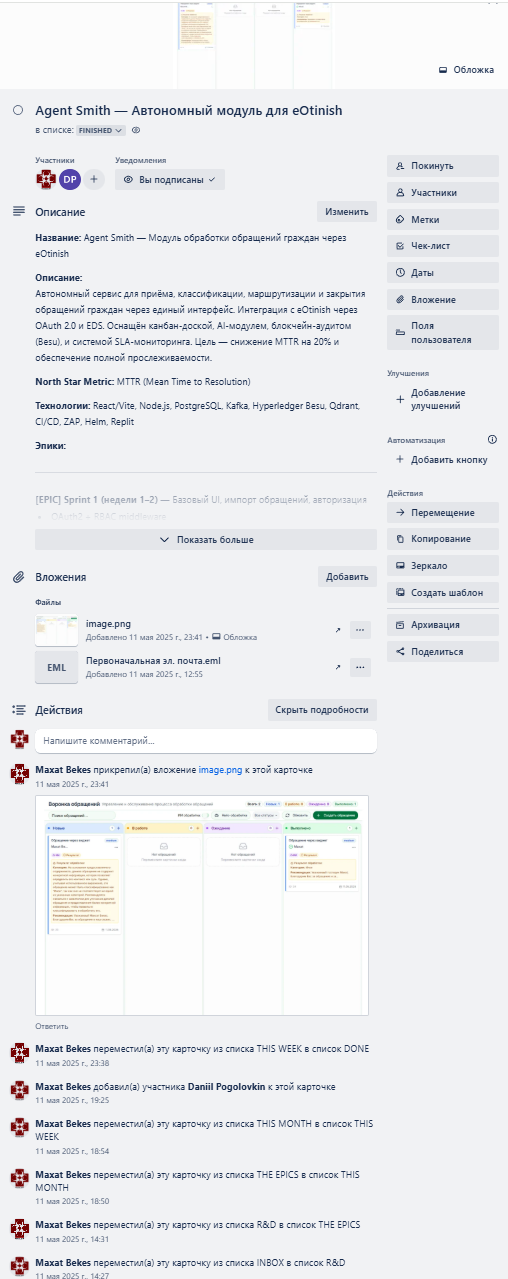 Обложка
Agent Smith — Автономный модуль для eOtinish
в списке: FINISHED
Участники
Уведомления
DP
Вы подписаны
Покинуть
Участники
Метки
Чек-лист
Даты
Вложение
Поля
пользователя
Улучшения
Добавление
улучшений
Автоматизация
Добавить кнопку
Действия
Перемещение
Копирование
Зеркало
Создать шаблон
Архивация
Поделиться
Описание
Изменить
Название: Agent Smith — Модуль обработки обращений граждан через
eOtinish
Описание:
Автономный сервис для приёма, классификации, маршрутизации и закрытия
обращений граждан через единый интерфейс. Интеграция с eOtinish через
OAuth 2.0 и EDS. Оснащён канбан-доской, AI-модулем, блокчейн-аудитом
(Besu), и системой SLA-мониторинга. Цель — снижение MTTR на 20% и
обеспечение полной прослеживаемости.
North Star Metric: MTTR (Mean Time to Resolution)
Технологии: React/Vite, Node.js, PostgreSQL, Kafka, Hyperledger Besu, Qdrant,
CI/CD, ZAP, Helm, Replit
Эпики:
[EPIC] Sprint 1 (недели 1–2) — Базовый UI, импорт обращений, авторизация
OAuth2 + RBAC middleware
Показать больше
Вложения
Добавить
Файлы
image.png
Добавлено 11 мая 2025 г., 23:41 • Обложка
EML
Первоначальная эл. почта.eml
Добавлено 11 мая 2025 г., 12:55
Действия
Скрыть подробности
Напишите комментарий...
Maxat Bekes прикрепил(а) вложение image.png к этой карточке
11 мая 2025 г., 23:41
Воронка обращений
Создать обращение
Новые
В работе
Ожидание
Выполнено
Ответить
Maxat Bekes переместил(а) эту карточку из списка THIS WEEK в список DONE
11 мая 2025 г., 23:38
Maxat Bekes добавил(а) участника Daniil Pogolovkin к этой карточке
11 мая 2025 г., 19:25
Maxat Bekes переместил(а) эту карточку из списка THIS MONTH в список THIS
WEEK
11 мая 2025 г., 18:54
Maxat Bekes переместил(а) эту карточку из списка THE EPICS в список THIS
MONTH
11 мая 2025 г., 18:50
Maxat Bekes переместил(а) эту карточку из списка R&D в список THE EPICS
11 мая 2025 г., 14:31
Maxat Bekes переместил(а) эту карточку из списка INBOX в список R&D
11 мая 2025 г., 14:27